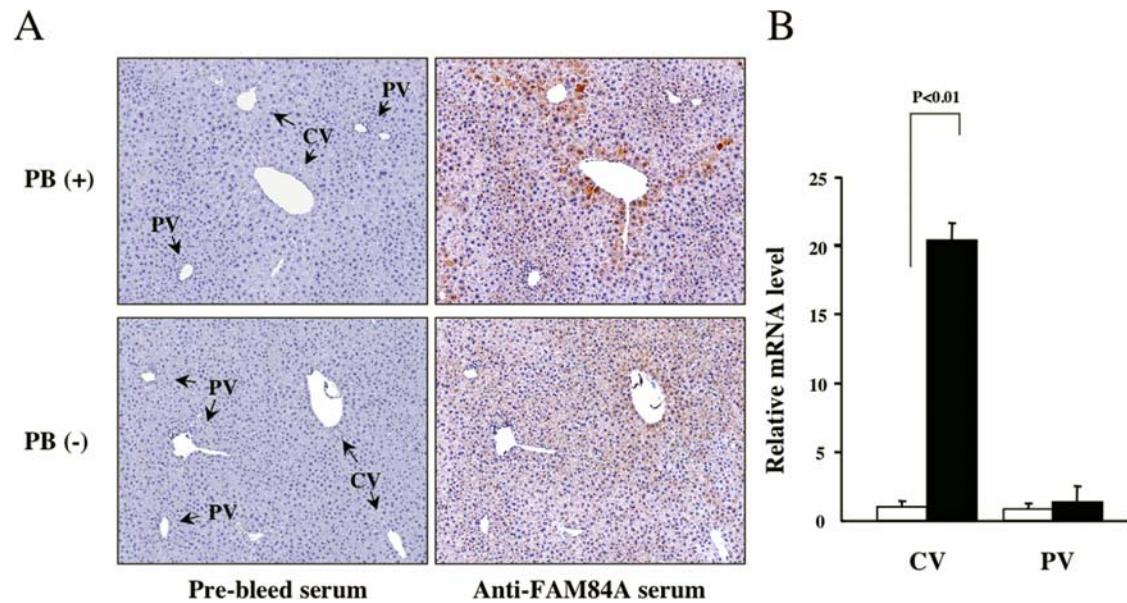 A
PB (+)
PV
CV
PV
PB (-)
PV
PV
CV
Pre-bleed serum
Anti-FAM84A serum
B
P<0.01
Relative mRNA level
25
20
15
10
5
0
CV
PV